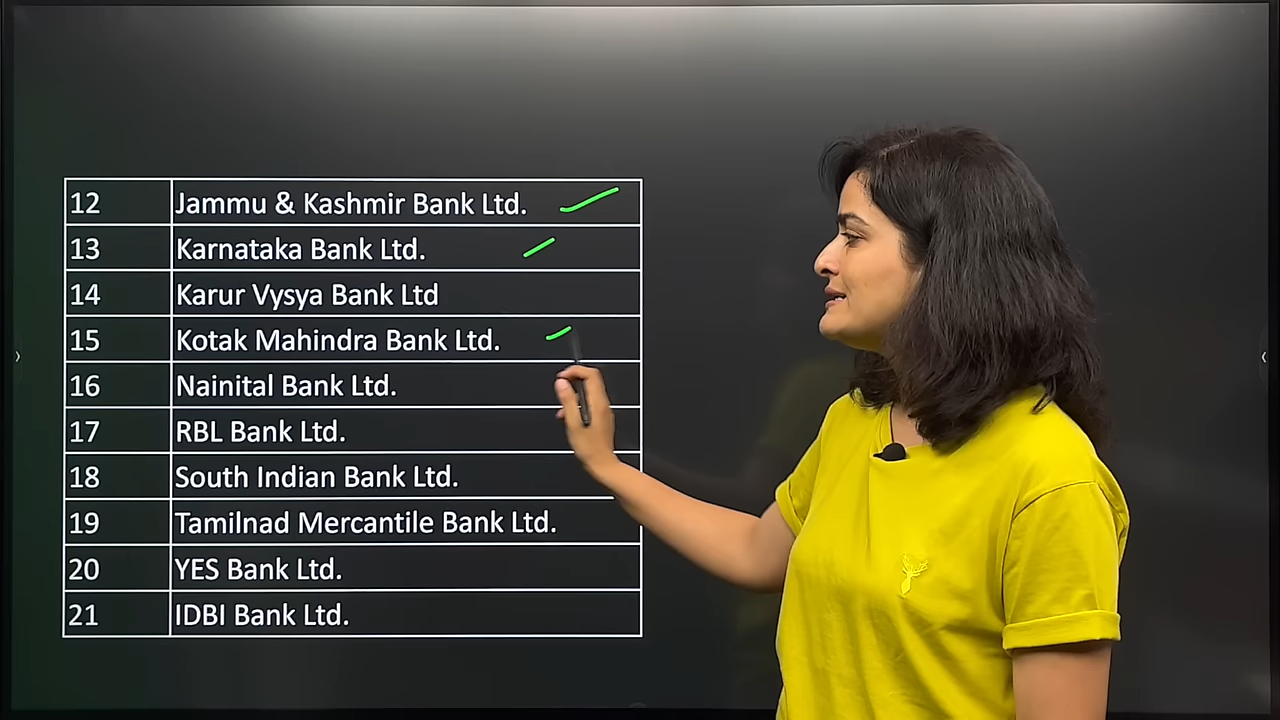 12 Jammu & Kashmir Bank Ltd.
13 Karnataka Bank Ltd.
14 Karur Vysya Bank Ltd
15 Kotak Mahindra Bank Ltd.
16 Nainital Bank Ltd.
17 RBL Bank Ltd.
18 South Indian Bank Ltd.
19 Tamilnad Mercantile Bank Ltd.
20 YES Bank Ltd.
21 IDBI Bank Ltd.